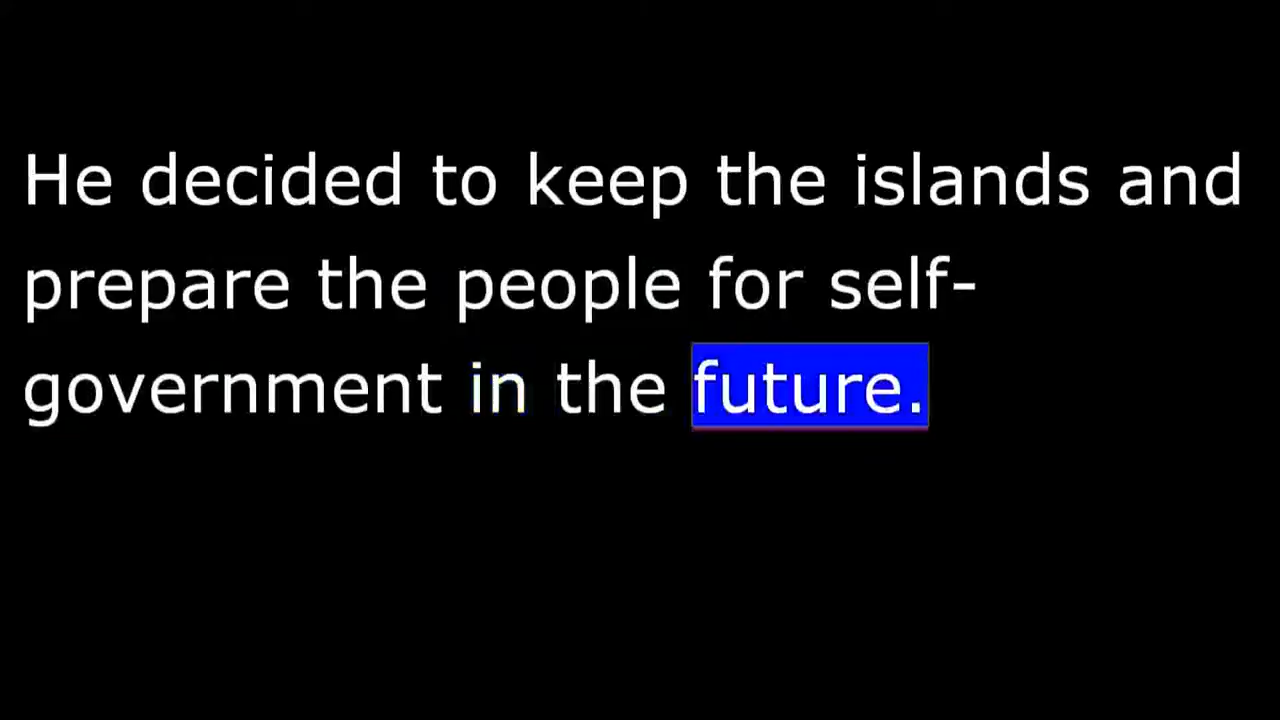 He decided to keep the islands and
prepare the people for self-
government in the future.